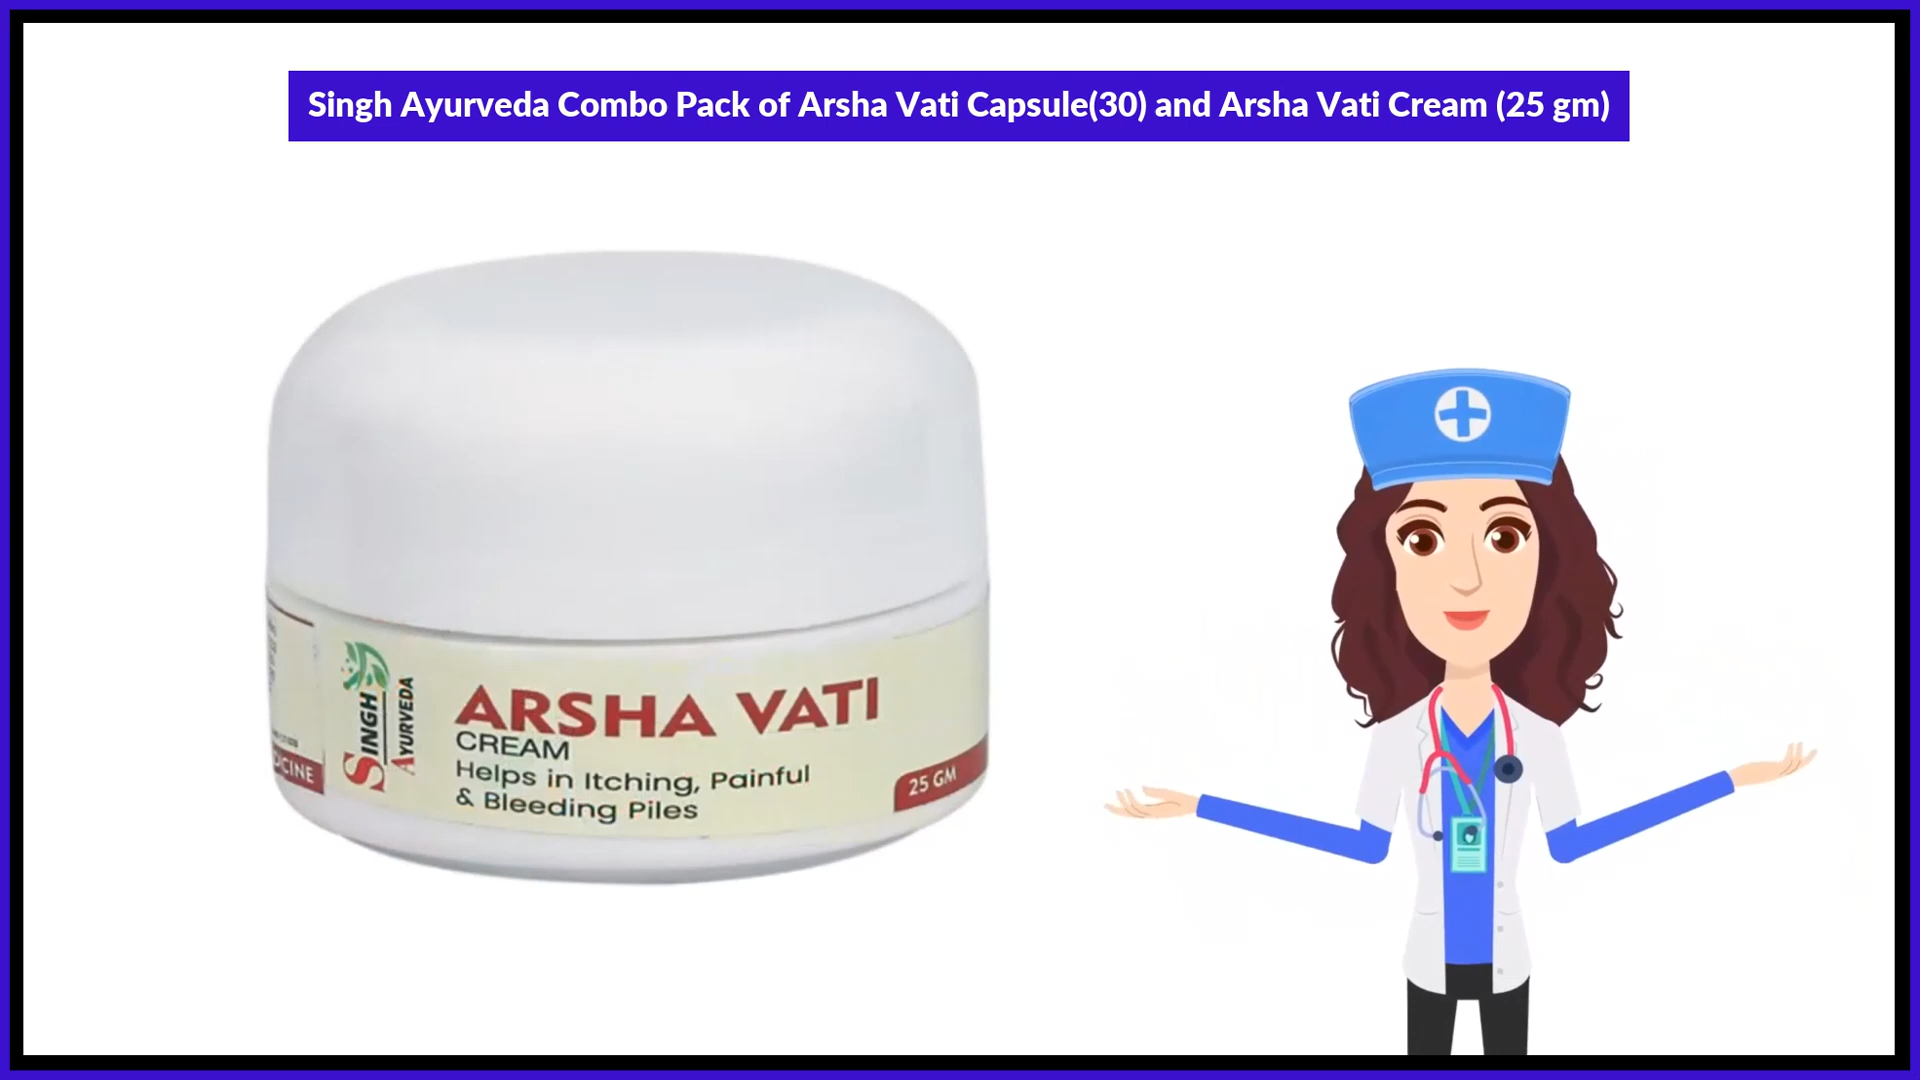 Singh Ayurveda Combo Pack of Arsha Vati Capsule(30) and Arsha Vati Cream (25 gm)
SINGH
AYURVEDA
ARSHA VATI
CREAM
Helps in Itching, Painful
& Bleeding Piles
25 GM